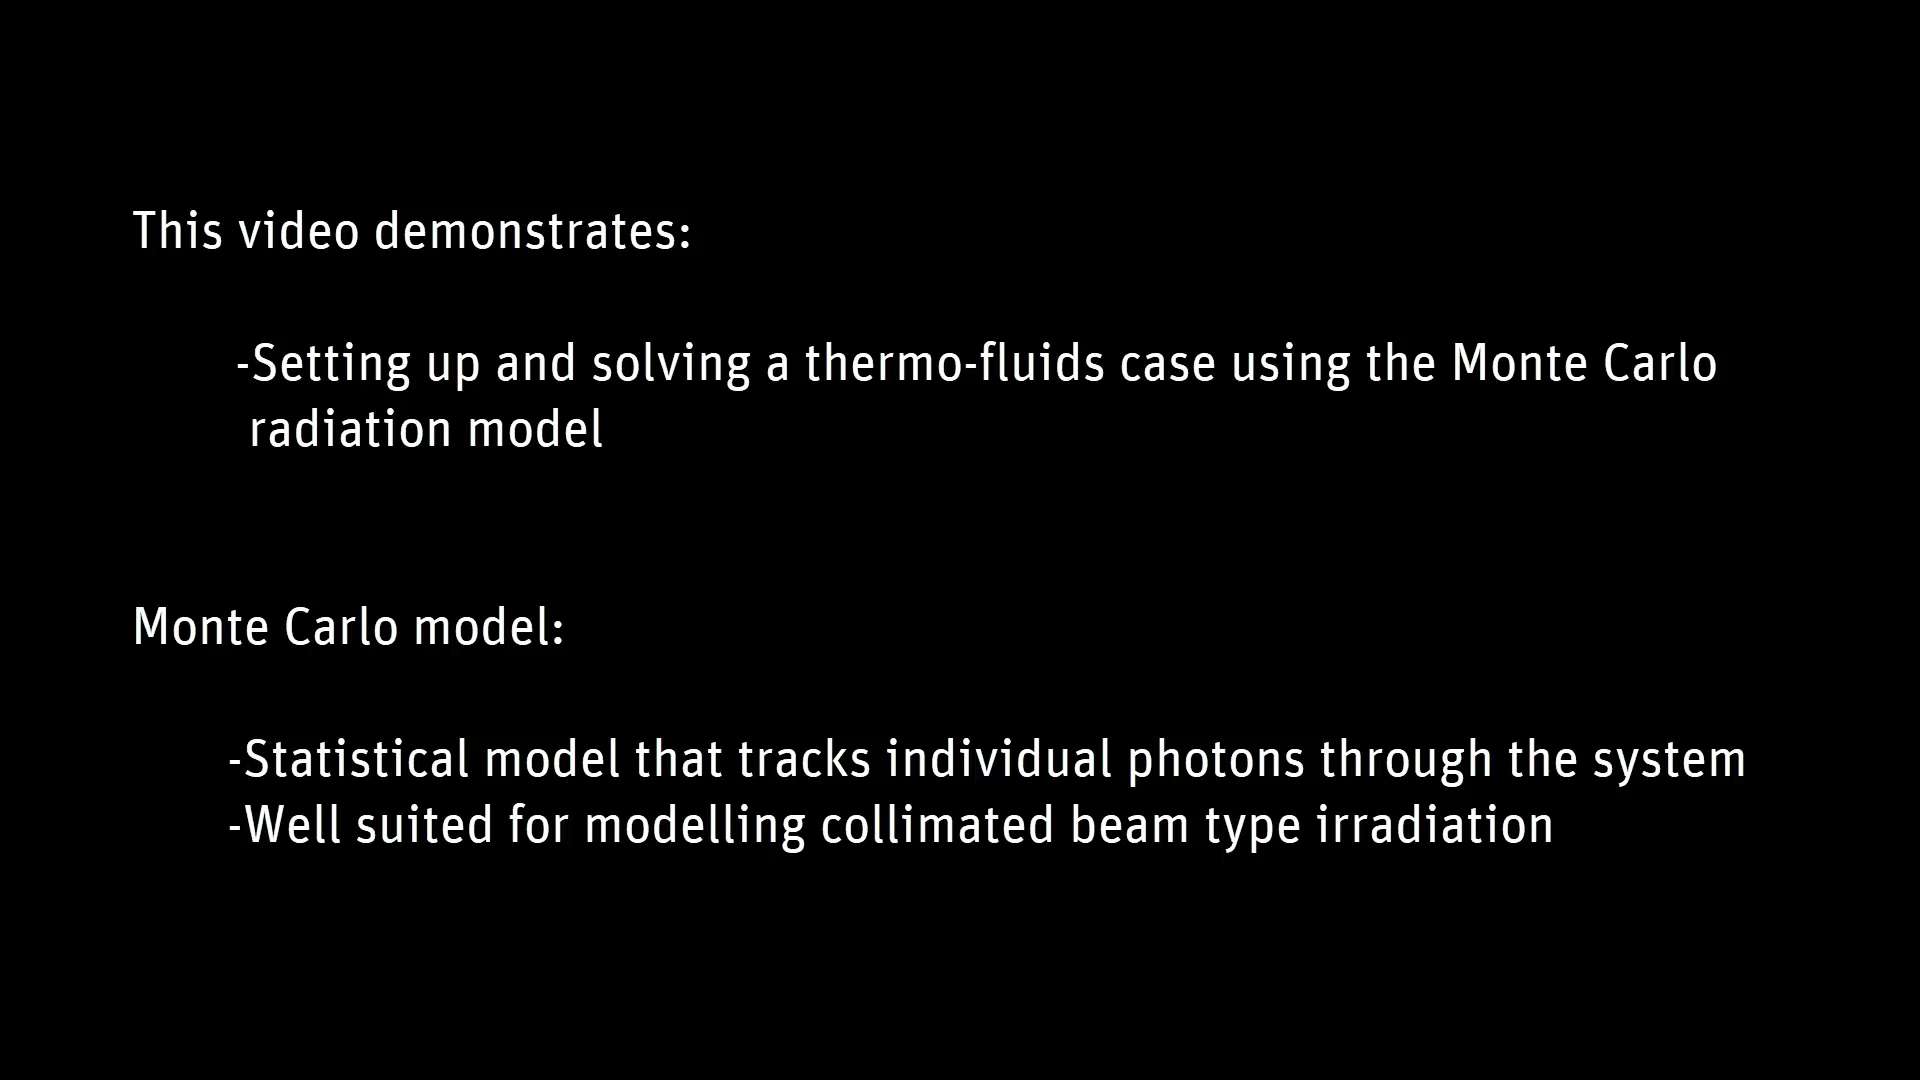 This video demonstrates:
-Setting up and solving a thermo-fluids case using the Monte Carlo
radiation model
Monte Carlo model:
-Statistical model that tracks individual photons through the system
-Well suited for modelling collimated beam type irradiation